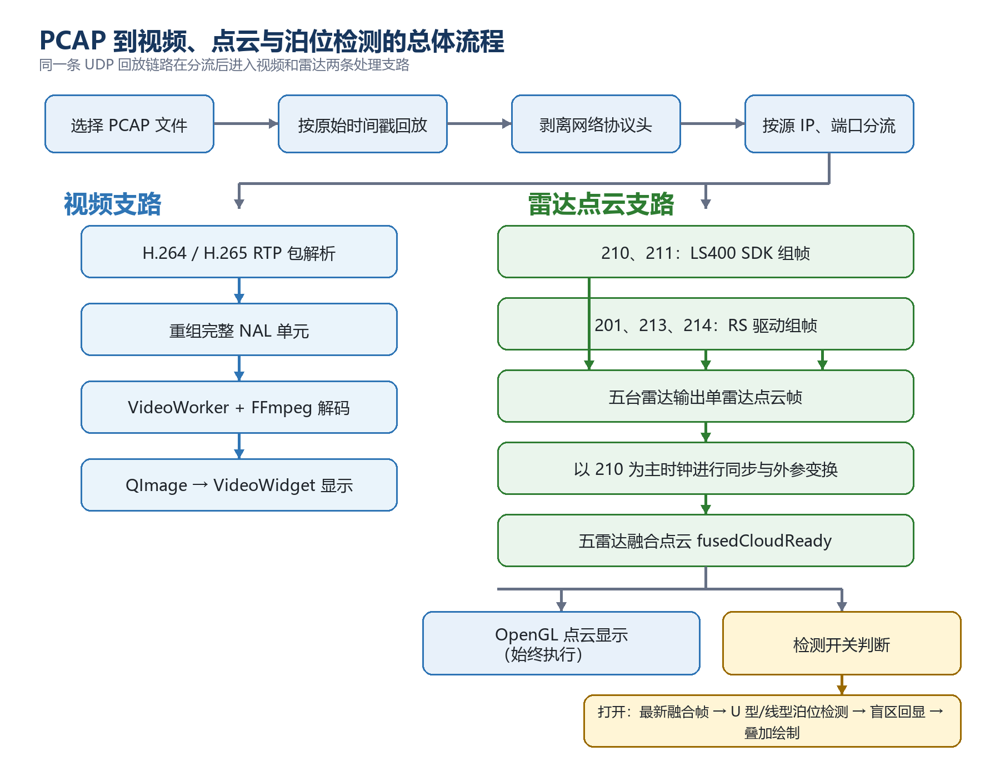 PCAP 到视频、点云与泊位检测的总体流程
同一条 UDP 回放链路在分流后进入视频和雷达两条处理支路
选择 PCAP 文件
按原始时间戳回放
剥离网络协议头
按源 IP、端口分流
视频支路
H.264 / H.265 RTP 包解析
重组完整 NAL 单元
VideoWorker + FFmpeg 解码
QImage → VideoWidget 显示
雷达点云支路
210、211：LS400 SDK 组帧
201、213、214：RS 驱动组帧
五台雷达输出单雷达点云帧
以 210 为主时钟进行同步与外参变换
五雷达融合点云 fusedCloudReady
OpenGL 点云显示
（始终执行）
检测开关判断
打开：最新融合帧 → U 型/线型泊位检测 → 盲区回显 →
叠加绘制